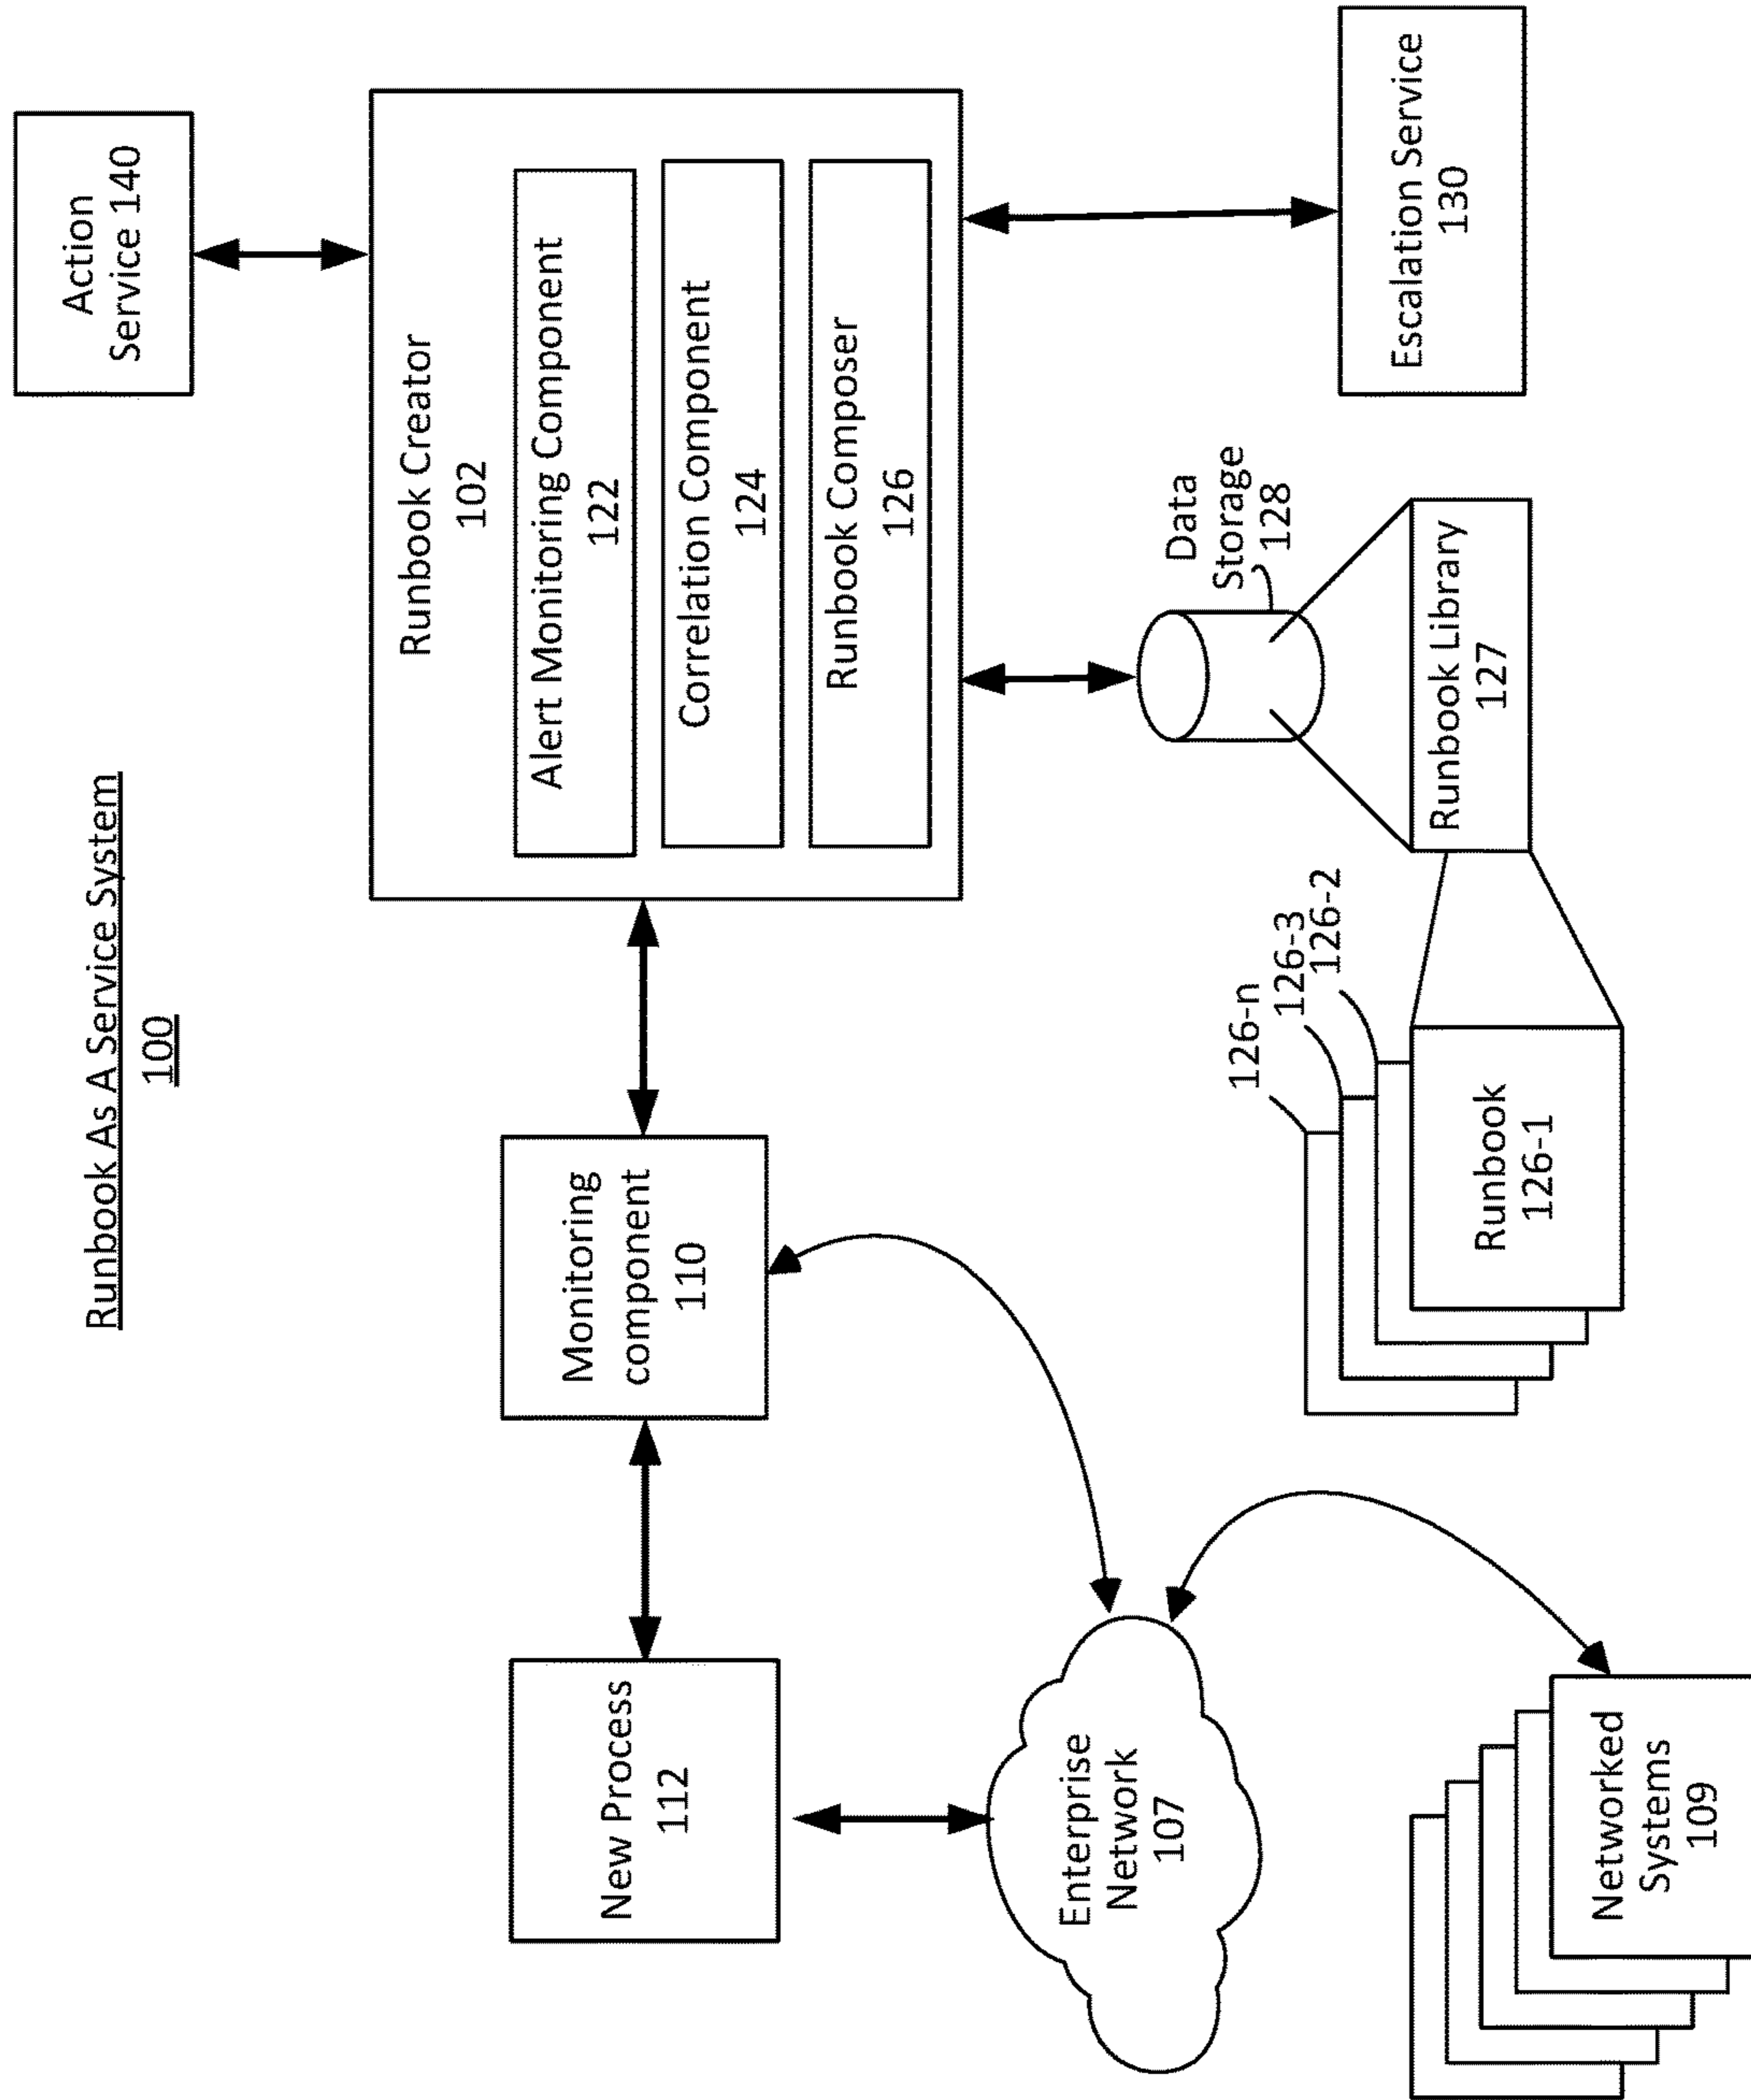 Runbook As A Service System
100
Action
Service 140
Runbook Creator
102
Alert Monitoring Component
122
Correlation Component
124
Runbook Composer
126
Monitoring
component
110
New Process
112
Enterprise
Network
107
Networked
Systems
109
Data
Storage
128
Runbook Library
127
126-n
126-3
126-2
Runbook
126-1
Escalation Service
130